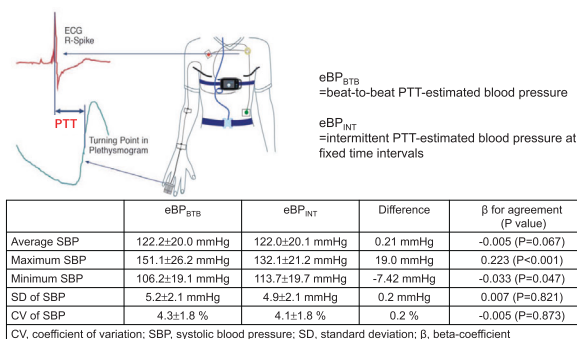 ECG
R-Spike
PTT
Turning Point in
Plethysmogram
eBP_BTB
=beat-to-beat PTT-estimated blood pressure
eBP_INT
=intermittent PTT-estimated blood pressure at
fixed time intervals
eBP_BTB eBP_INT Difference β for agreement
(P value)
Average SBP 122.2±20.0 mmHg 122.0±20.1 mmHg 0.21 mmHg -0.005 (P=0.067)
Maximum SBP 151.1±26.2 mmHg 132.1±21.2 mmHg 19.0 mmHg 0.223 (P<0.001)
Minimum SBP 106.2±19.1 mmHg 113.7±19.7 mmHg -7.42 mmHg -0.033 (P=0.047)
SD of SBP 5.2±2.1 mmHg 4.9±2.1 mmHg 0.2 mmHg 0.007 (P=0.821)
CV of SBP 4.3±1.8 % 4.1±1.8 % 0.2 % -0.005 (P=0.873)
CV, coefficient of variation; SBP, systolic blood pressure; SD, standard deviation; β, beta-coefficient